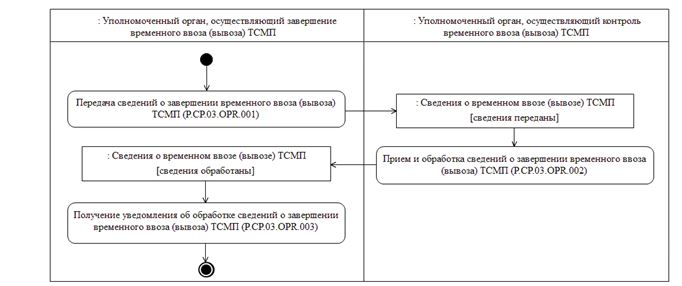 : Уполномоченный орган, осуществляющий завершение
временного ввоза (вывоза) ТСМП
: Уполномоченный орган, осуществляющий контроль
временного ввоза (вывоза) ТСМП
Передача сведений о завершении временного ввоза (вывоза)
ТСМП (P.CP.03.OPR.001)
: Сведения о временном ввозе (вывозе) ТСМП
[сведения переданы]
Прием и обработка сведений о завершении временного ввоза
(вывоза) ТСМП (P.CP.03.OPR.002)
: Сведения о временном ввозе (вывозе) ТСМП
[сведения обработаны]
Получение уведомления об обработке сведений о завершении
временного ввоза (вывоза) ТСМП (P.CP.03.OPR.003)